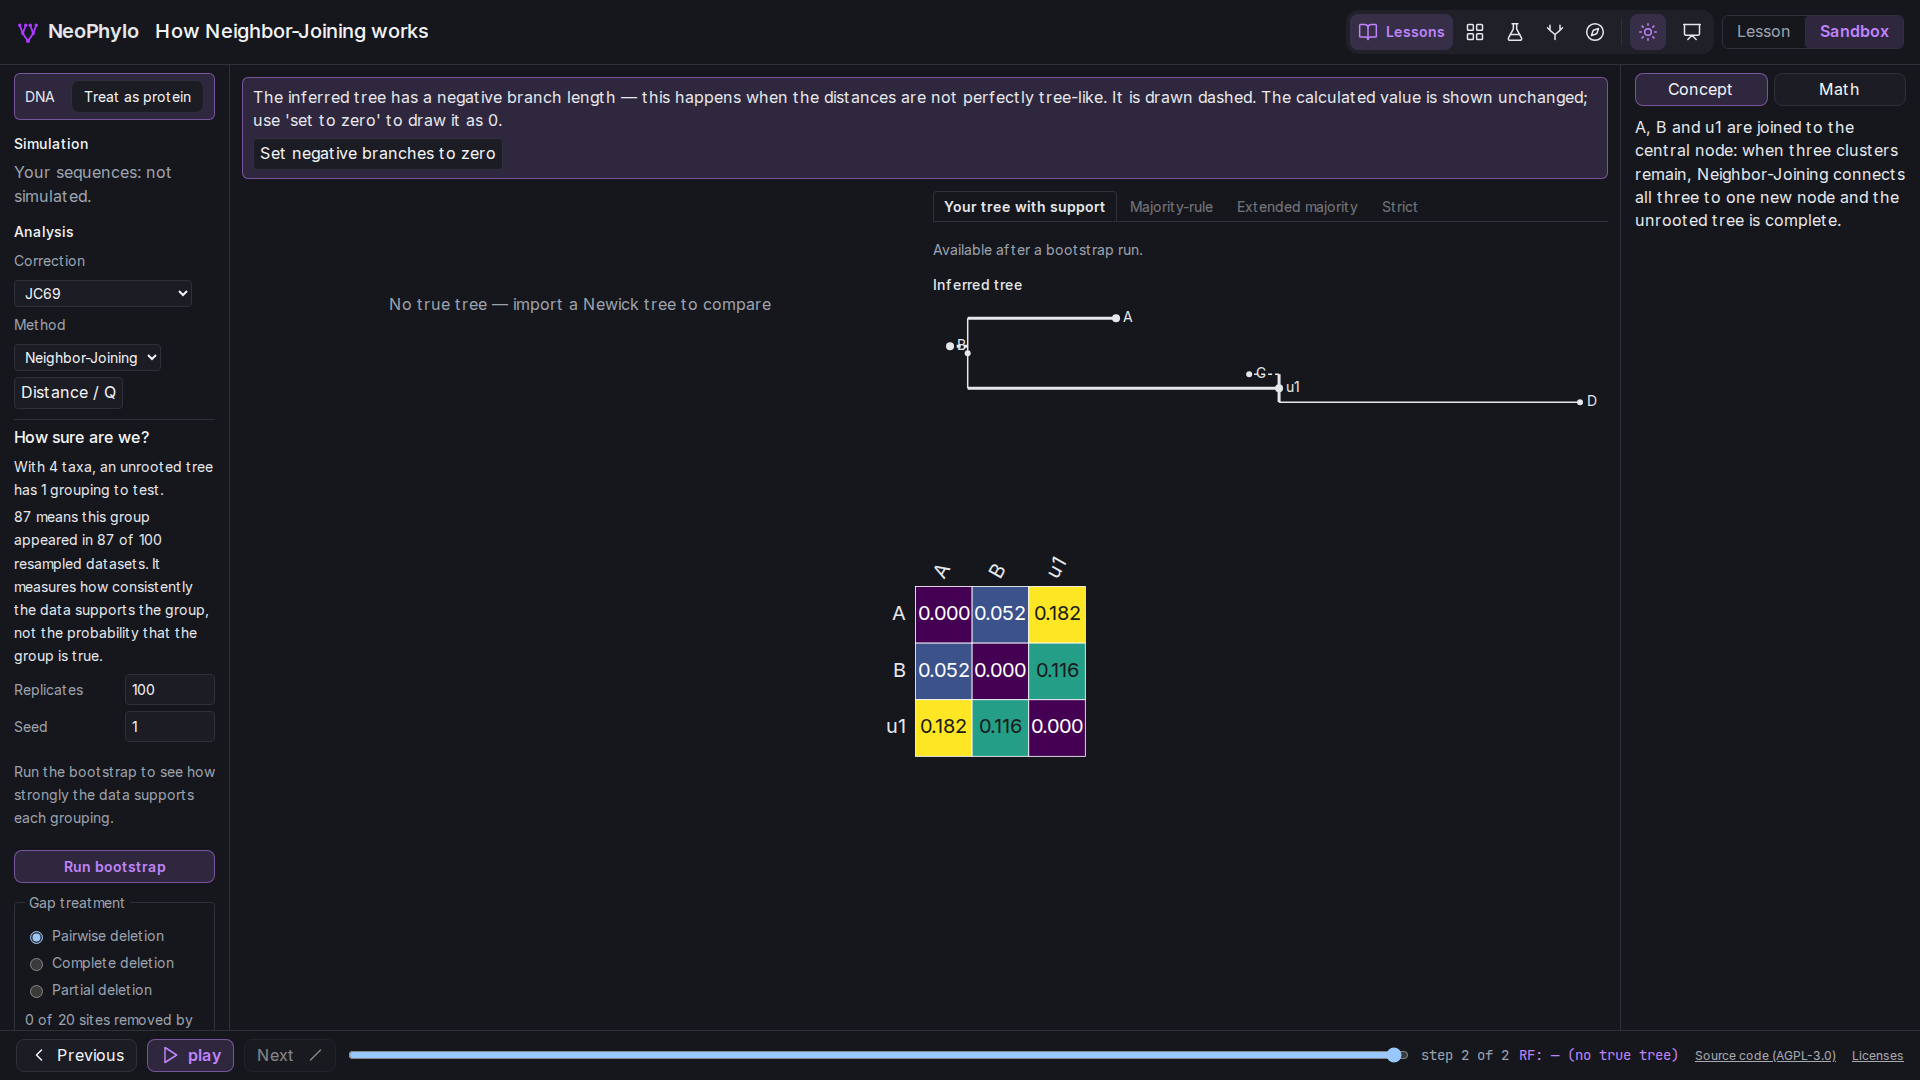 NeoPhylo
How Neighbor-Joining works
Lessons
Lesson
Sandbox
DNA
Treat as protein
Simulation
Your sequences: not
simulated.
Analysis
Correction
JC69
Method
Neighbor-Joining
Distance / Q
How sure are we?
With 4 taxa, an unrooted tree
has 1 grouping to test.
87 means this group
appeared in 87 of 100
resampled datasets. It
measures how consistently
the data supports the group,
not the probability that the
group is true.
Replicates
100
Seed
1
Run the bootstrap to see how
strongly the data supports
each grouping.
Run bootstrap
Gap treatment
Pairwise deletion
Complete deletion
Partial deletion
0 of 20 sites removed by
The inferred tree has a negative branch length — this happens when the distances are not perfectly tree-like. It is drawn dashed. The calculated value is shown unchanged;
use 'set to zero' to draw it as 0.
Set negative branches to zero
No true tree — import a Newick tree to compare
Your tree with support
Majority-rule
Extended majority
Strict
Available after a bootstrap run.
Inferred tree
A
B
C
u1
D
A B u1
A 0.000 0.052 0.182
B 0.052 0.000 0.116
u1 0.182 0.116 0.000
Concept
Math
A, B and u1 are joined to the
central node: when three clusters
remain, Neighbor-Joining connects
all three to one new node and the
unrooted tree is complete.
Previous
play
Next
step 2 of 2
RF: — (no true tree)
Source code (AGPL-3.0)
Licenses